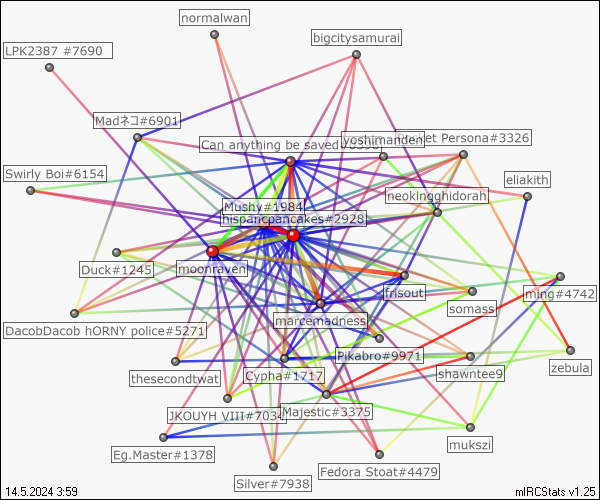 normalwan
bigcitysamurai
LPK2387 #7690
Madネコ#6901
Can anything be saved
yoshimanden
et Persona#3326
Swirly Boi#6154
eliakith
neokingghidorah
Mushy#1984
hispancpancakes#2928
Duck#1245
moonraven
frisout
ming#4742
somass
marcemadness
DacobDacob hORNY police#5271
Pikabro#9971
zebula
shawntee9
thesecondtwat
Cypha#1717
JKOUYH VIII#7034
Majestic#3375
mukszi
Eg.Master#1378
Fedora Stoat#4479
Silver#7938
14.5.2024 3:59
mIRCStats v1.25